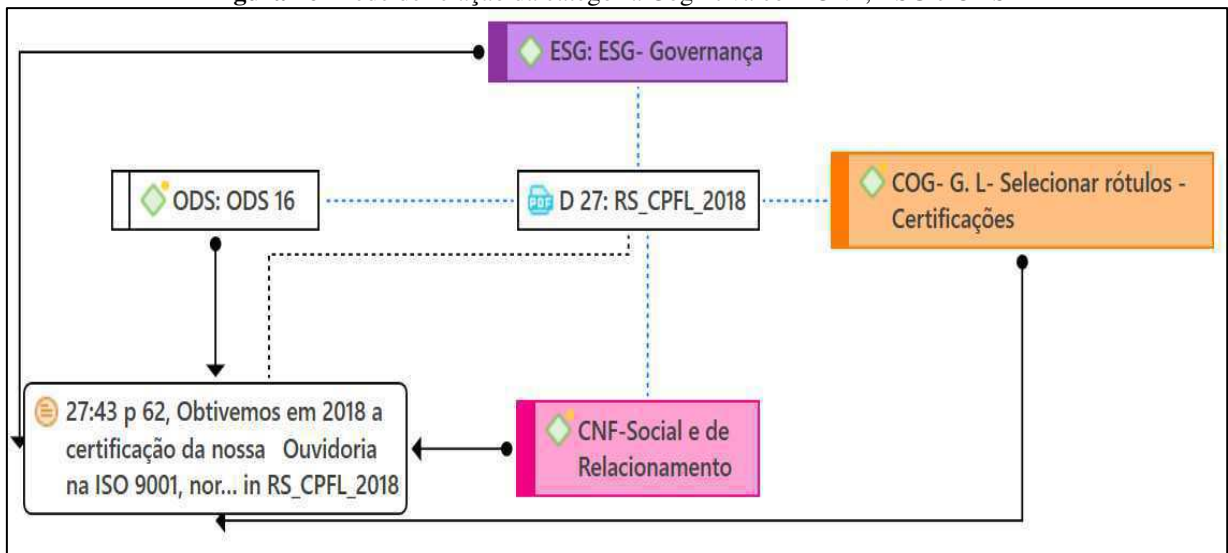 ESG: ESG- Governança
ODS: ODS 16
PDF
D 27: RS_CPFL_2018
COG- G. L- Selecionar rótulos -
Certificações
27:43 p 62, Obtivemos em 2018 a
certificação da nossa Ouvidoria
na ISO 9001, nor... in RS_CPFL_2018
CNF-Social e de
Relacionamento